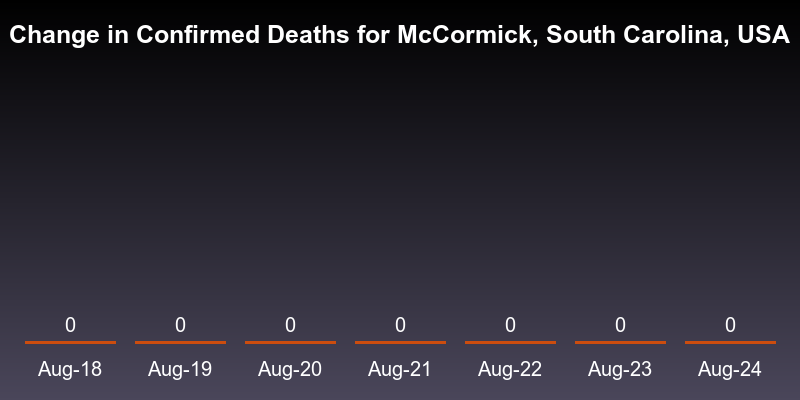 Change in Confirmed Deaths for McCormick, South Carolina, USA
0 0 0 0 0 0 0
Aug-18 Aug-19 Aug-20 Aug-21 Aug-22 Aug-23 Aug-24